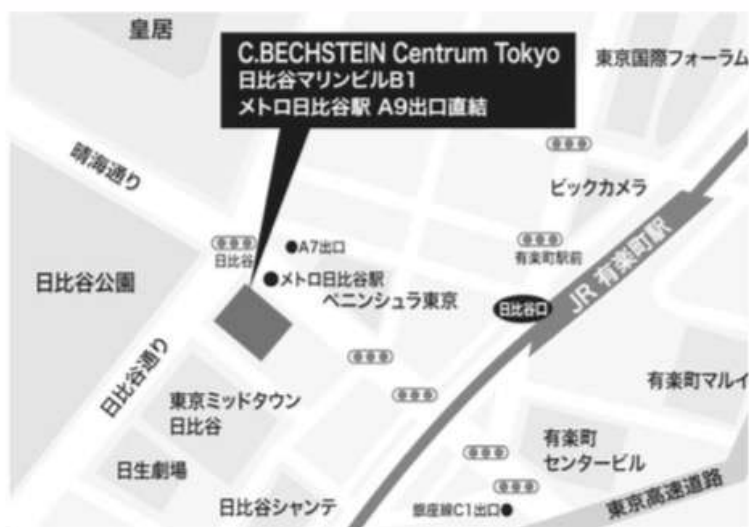 皇居
C.BECHSTEIN Centrum Tokyo
日比谷マリンビルB1
メトロ日比谷駅 A9出口直結
東京国際フォーラム
晴海通り
ビックカメラ
日比谷
A7出口
有楽町駅前
JR 有楽町駅
日比谷公園
メトロ日比谷駅
ペニンシュラ東京
日比谷口
日比谷通り
有楽町マルイ
東京ミッドタウン
日比谷
有楽町
センタービル
日生劇場
日比谷シャンテ
銀座線C1出口
東京高速道路